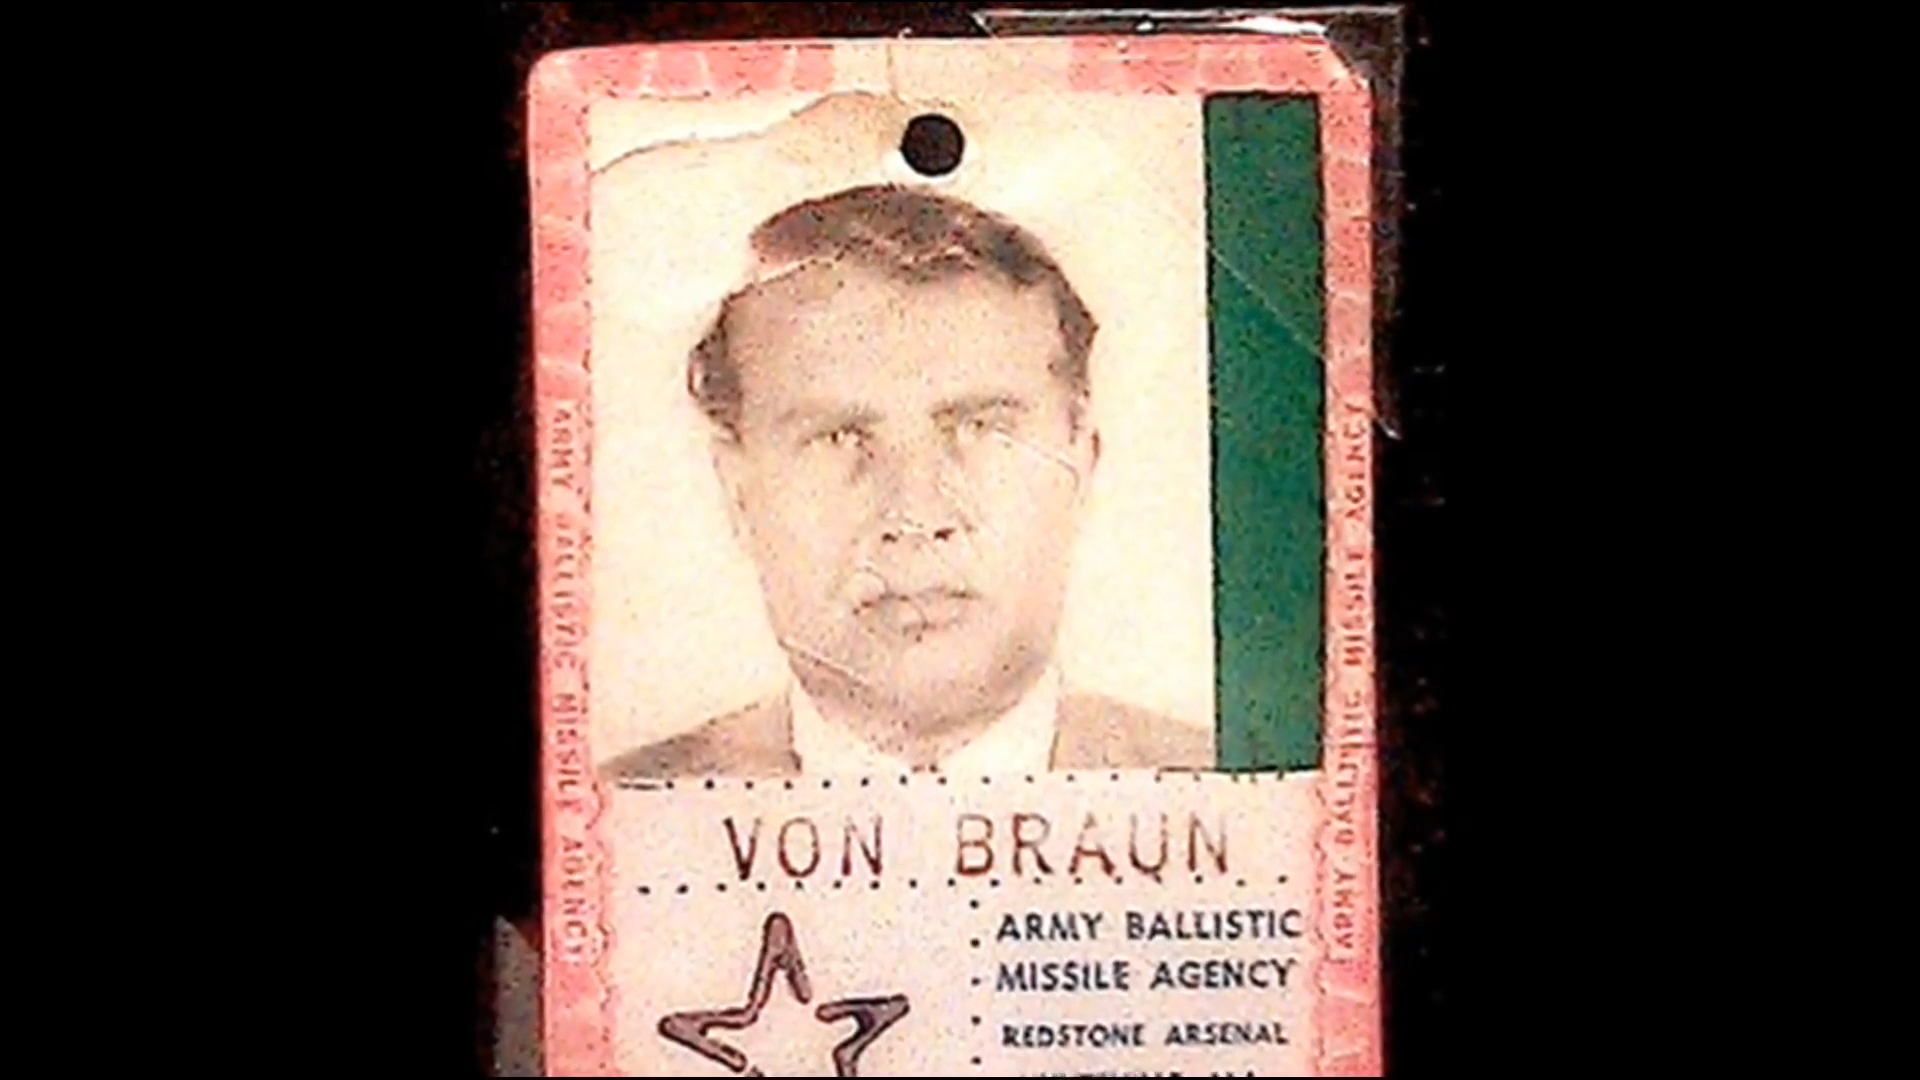 VON BRAUN
ARMY BALLISTIC
MISSILE AGENCY
REDSTONE ARSENAL
ARMY BALLISTIC MISSILE AGENCY
ARMY BALLISTIC MISSILE AGENCY